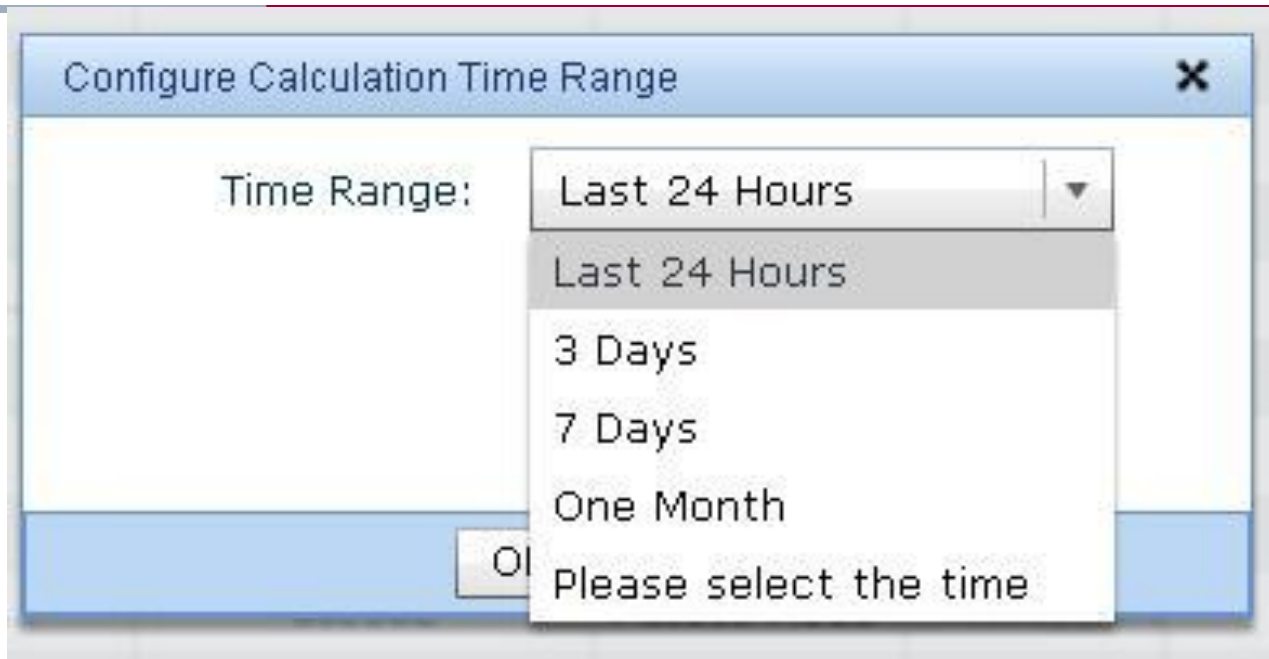 Configure Calculation Time Range
Time Range:
Last 24 Hours
Last 24 Hours
3 Days
7 Days
One Month
Please select the time